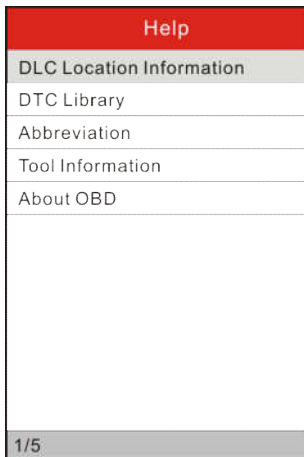 Help
DLC Location Information
DTC Library
Abbreviation
Tool Information
About OBD
1/5